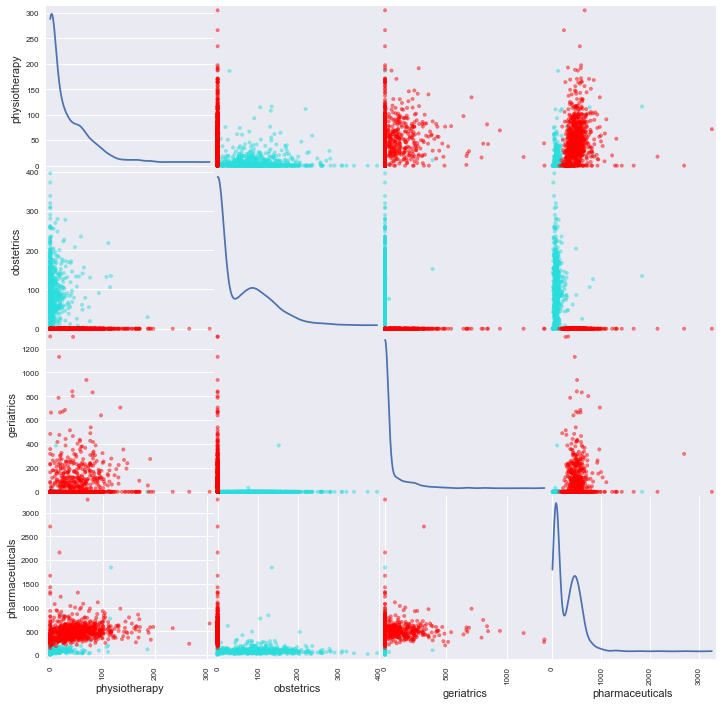 300
250
200
150
100
50
0
physiotherapy
400
300
200
100
0
obstetrics
1200
1000
800
600
400
200
0
geriatrics
3000
2500
2000
1500
1000
500
0
pharmaceuticals
0 100 200 300
physiotherapy
0 100 200 300 400
obstetrics
0 500 1000
geriatrics
0 1000 2000 3000
pharmaceuticals